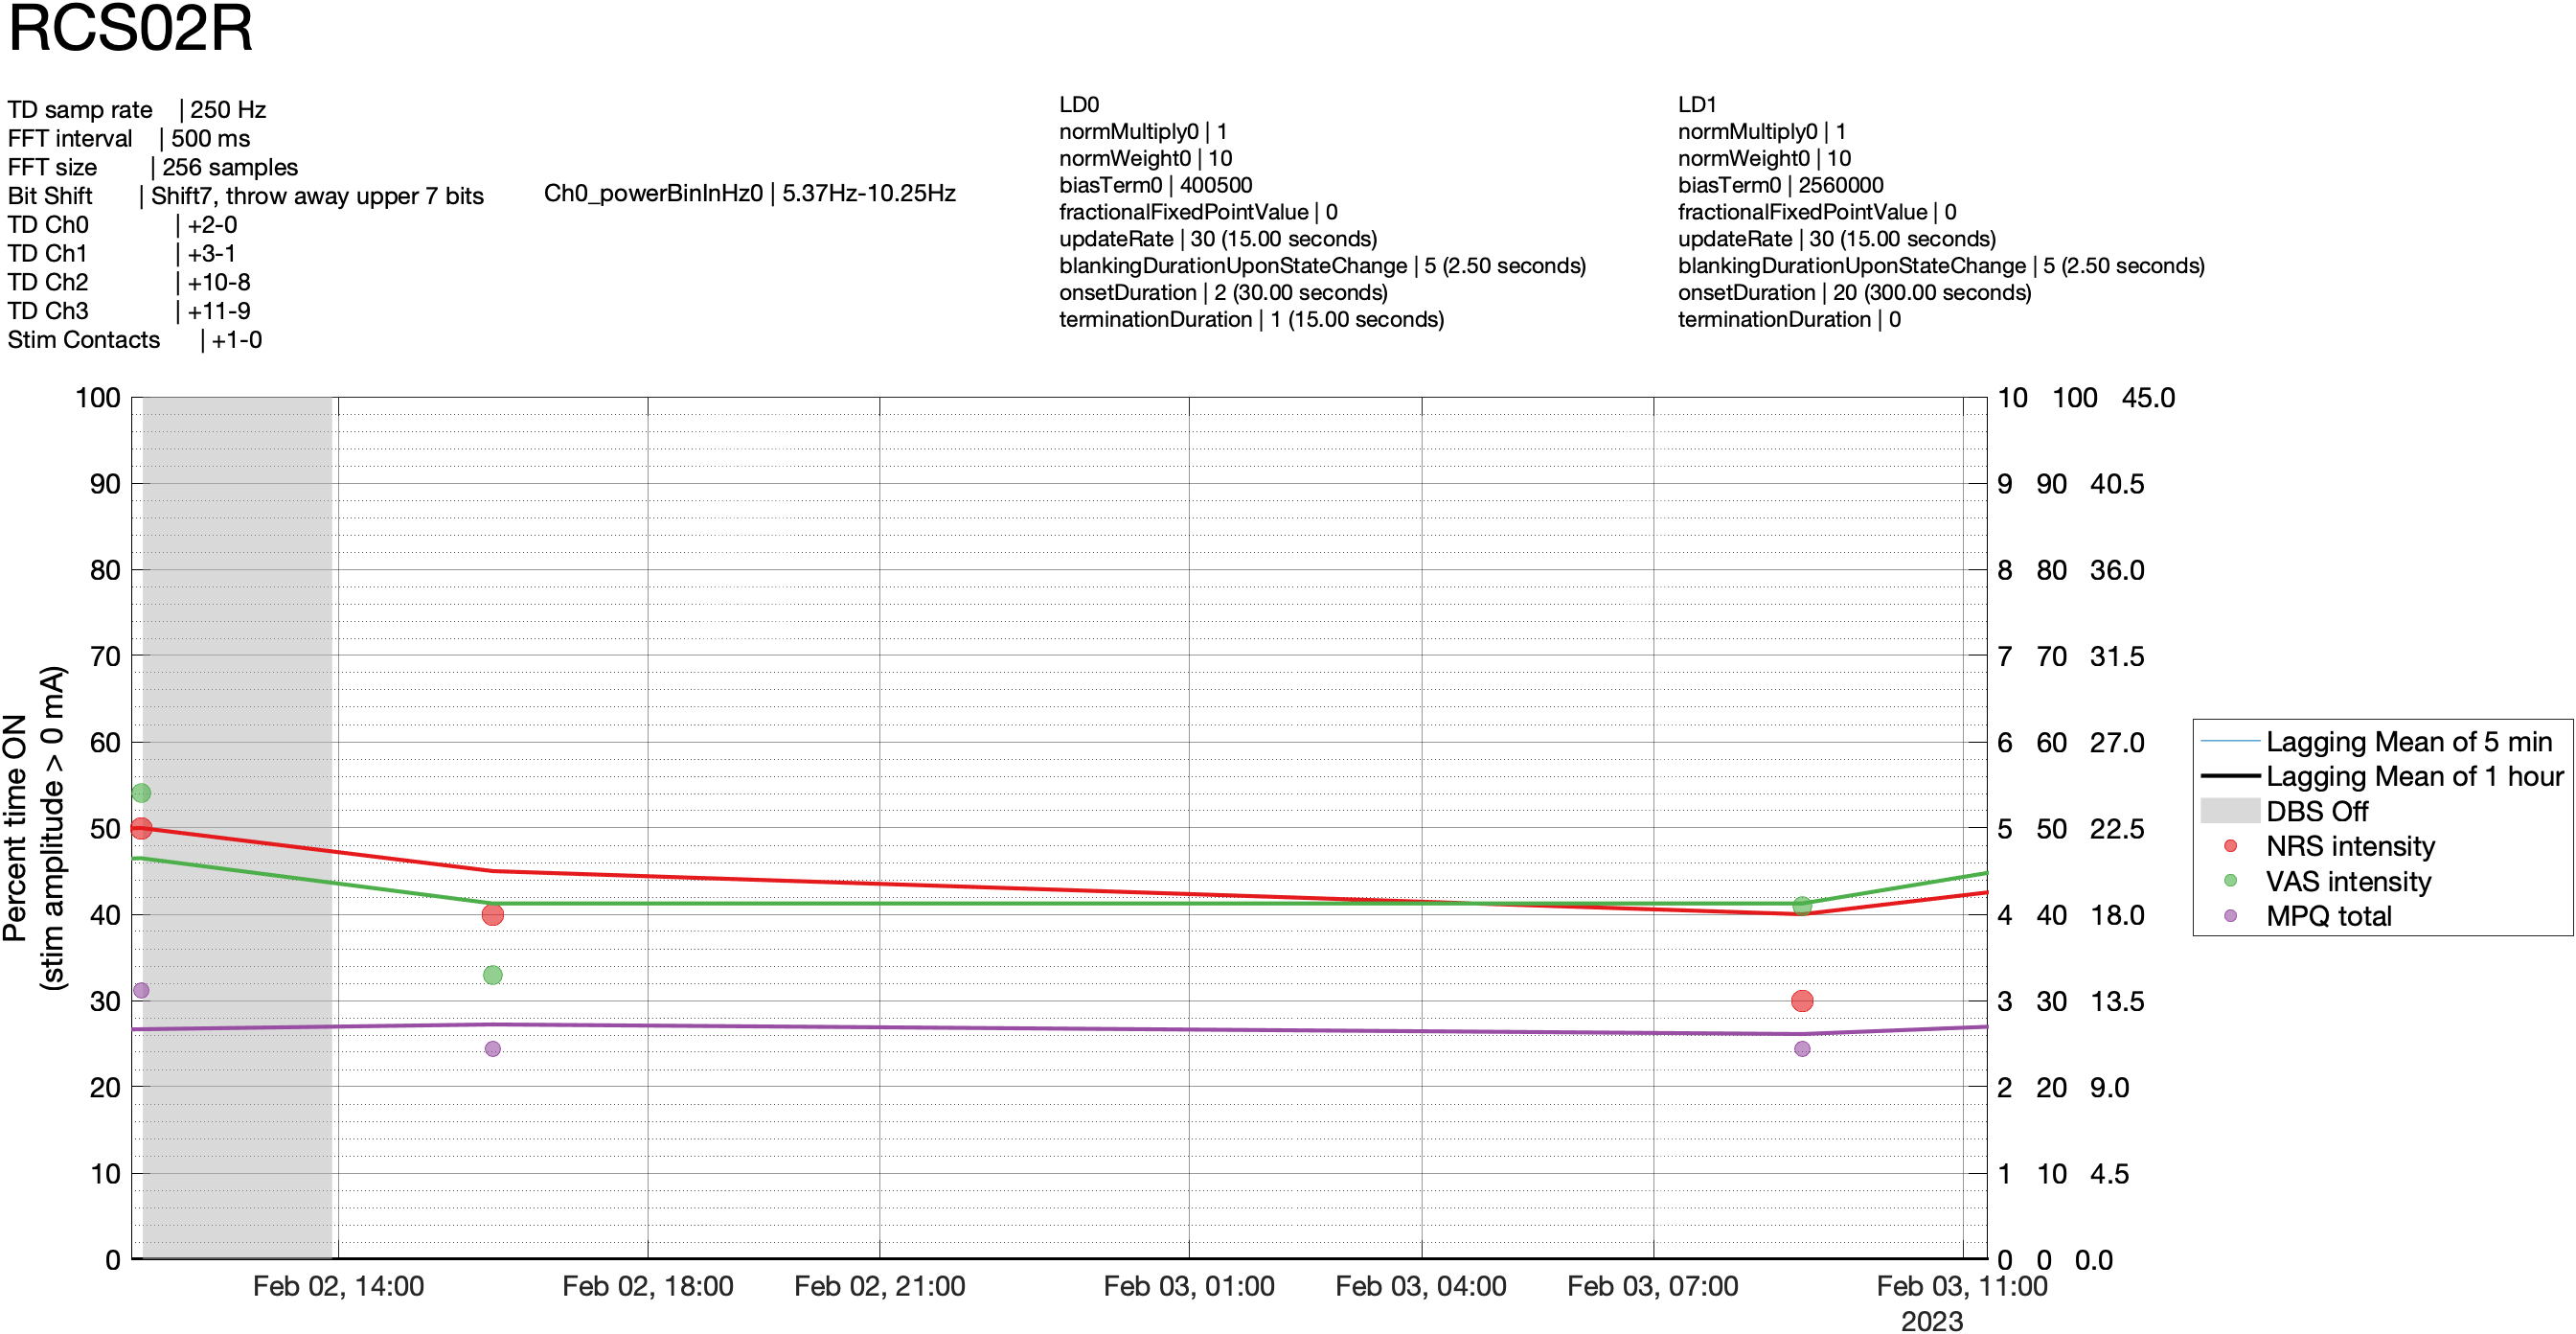 RCS02R
TD samp rate | 250 Hz
FFT interval | 500 ms
FFT size | 256 samples
Bit Shift | Shift7, throw away upper 7 bits
TD Ch0 | +2-0
TD Ch1 | +3-1
TD Ch2 | +10-8
TD Ch3 | +11-9
Stim Contacts | +1-0
Ch0_powerBinInHz0 | 5.37Hz-10.25Hz
LD0
normMultiply0 | 1
normWeight0 | 10
biasTerm0 | 400500
fractionalFixedPointValue | 0
updateRate | 30 (15.00 seconds)
blankingDurationUponStateChange | 5 (2.50 seconds)
onsetDuration | 2 (30.00 seconds)
terminationDuration | 1 (15.00 seconds)
LD1
normMultiply0 | 1
normWeight0 | 10
biasTerm0 | 2560000
fractionalFixedPointValue | 0
updateRate | 30 (15.00 seconds)
blankingDurationUponStateChange | 5 (2.50 seconds)
onsetDuration | 20 (300.00 seconds)
terminationDuration | 0
Percent time ON
(stim amplitude > 0 mA)
100
90
80
70
60
50
40
30
20
10
0
10 100 45.0
9 90 40.5
8 80 36.0
7 70 31.5
6 60 27.0
5 50 22.5
4 40 18.0
3 30 13.5
2 20 9.0
1 10 4.5
0 0 0.0
Feb 02, 14:00
Feb 02, 18:00
Feb 02, 21:00
Feb 03, 01:00
Feb 03, 04:00
Feb 03, 07:00
Feb 03, 11:00
2023
Lagging Mean of 5 min
Lagging Mean of 1 hour
DBS Off
NRS intensity
VAS intensity
MPQ total